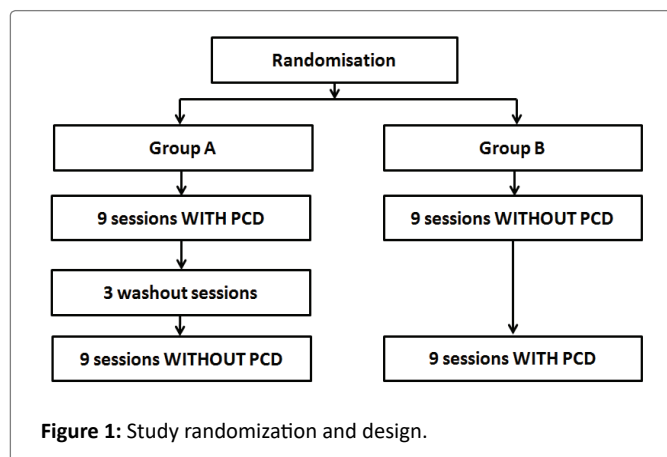 Randomisation
Group A
Group B
9 sessions WITH PCD
9 sessions WITHOUT PCD
3 washout sessions
9 sessions WITHOUT PCD
9 sessions WITH PCD
Figure 1: Study randomization and design.